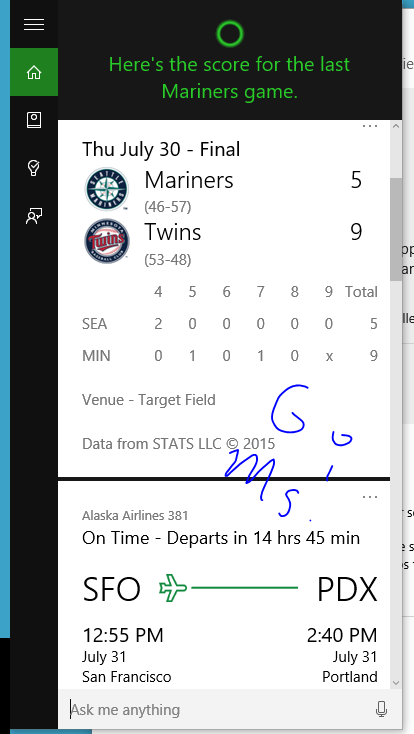 Here's the score for the last
Mariners game.
Thu July 30 - Final
Mariners 5
(46-57)
Twins 9
(53-48)
4 5 6 7 8 9 Total
SEA 2 0 0 0 0 0 5
MIN 0 1 0 1 0 x 9
Venue - Target Field
Data from STATS LLC © 2015
Go
Ms!
Alaska Airlines 381
On Time - Departs in 14 hrs 45 min
SFO PDX
12:55 PM 2:40 PM
July 31 July 31
San Francisco Portland
Ask me anything